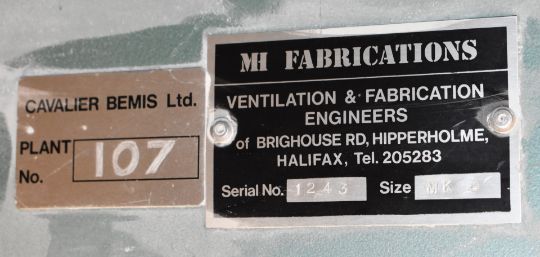 CAVALIER BEMIS Ltd.
PLANT No. 107
MH FABRICATIONS
VENTILATION & FABRICATION
ENGINEERS
of BRIGHOUSE RD, HIPPERHOLME,
HALIFAX, Tel. 205283
Serial No. 1243 Size MK